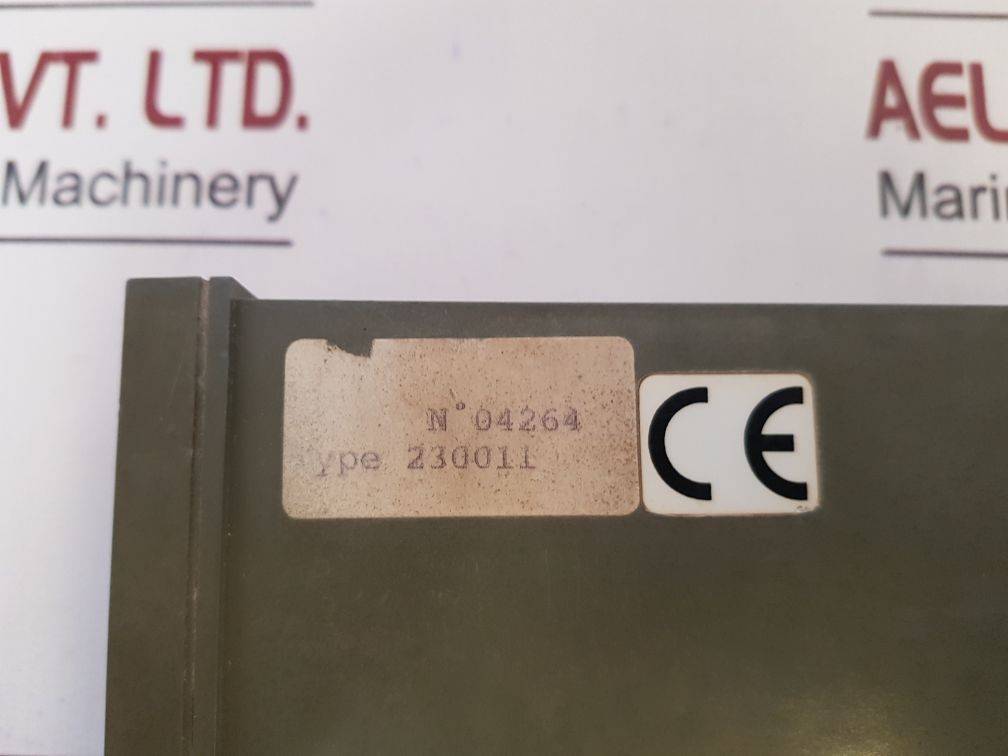 VT. LTD.
Machinery
AEL
Mari
N°04264
ype 230011
CE